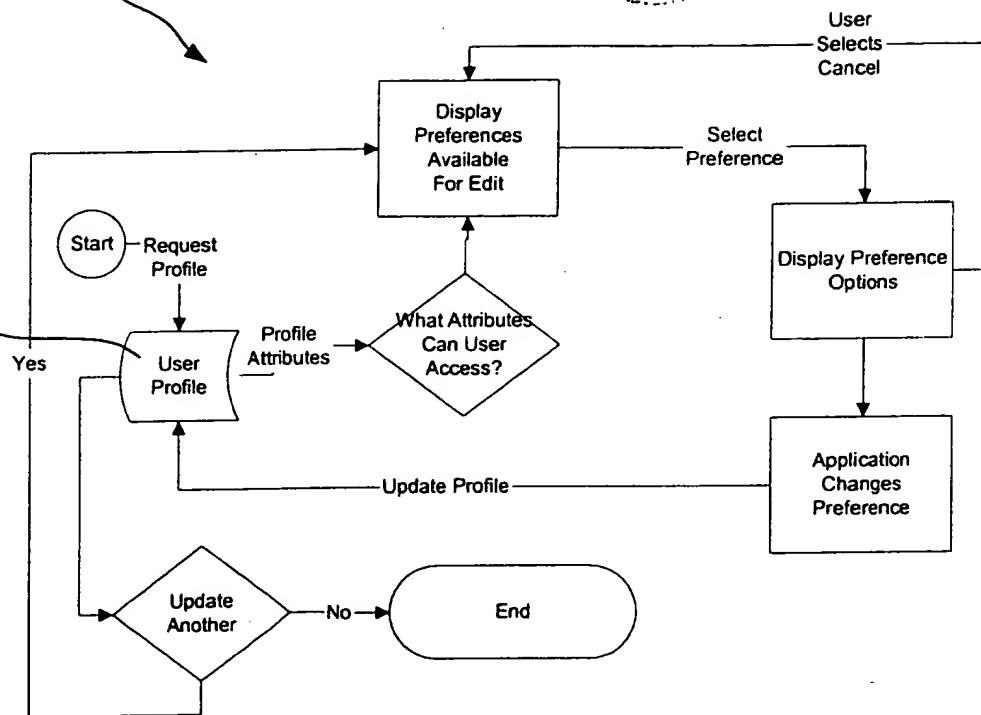 User
Selects
Cancel
Display
Preferences
Available
For Edit
Select
Preference
Start
Request
Profile
Display Preference
Options
What Attributes
Can User
Access?
Profile
Attributes
User
Profile
Yes
Application
Changes
Preference
Update Profile
Update
Another
No
End